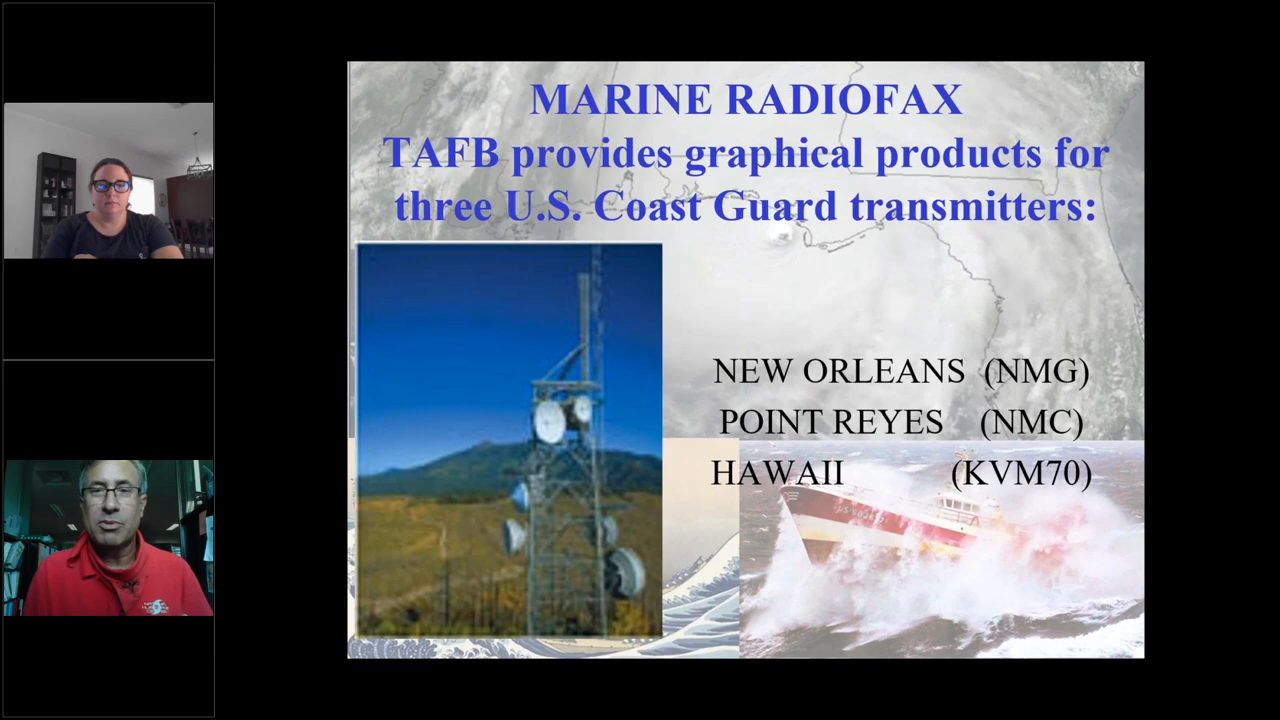 MARINE RADIOFAX
TAFB provides graphical products for
three U.S. Coast Guard transmitters:
NEW ORLEANS (NMG)
POINT REYES (NMC)
HAWAII (KVM70)